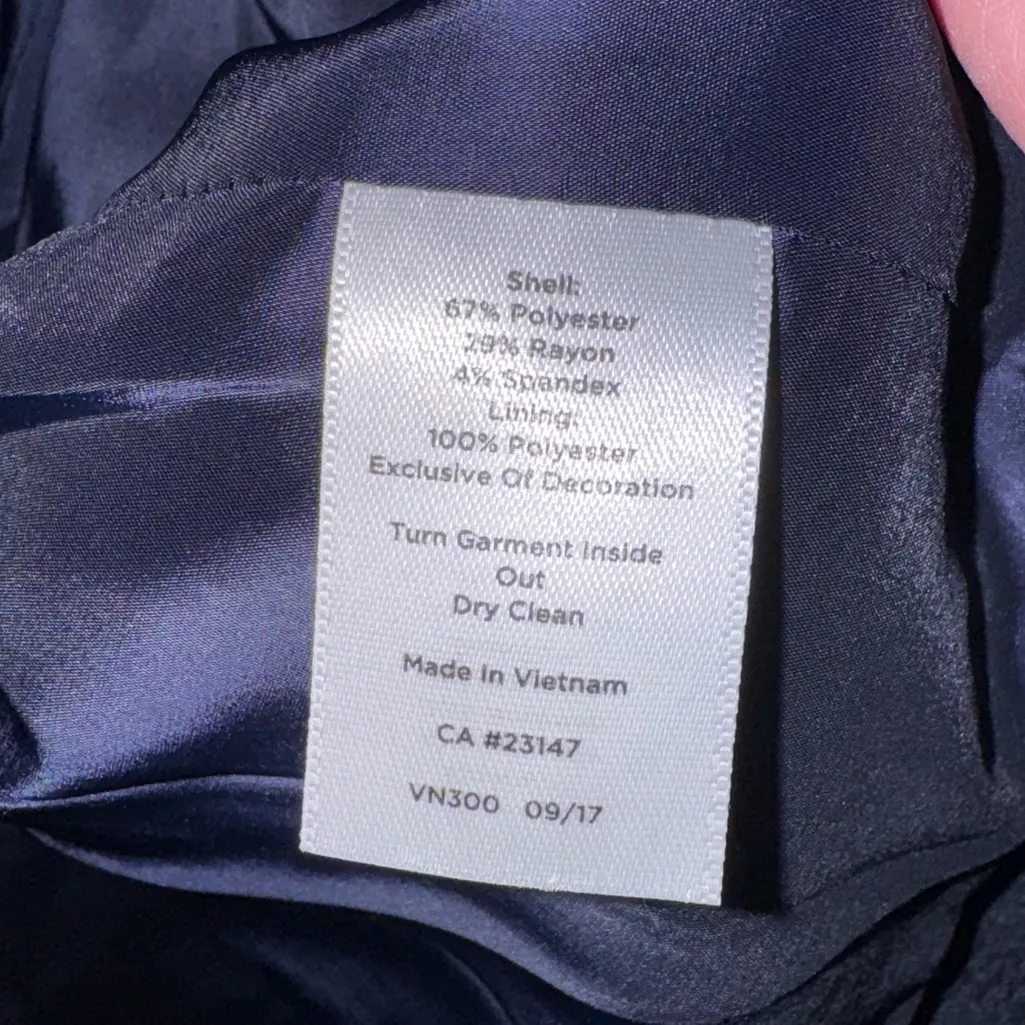 Shell:
67% Polyester
29% Rayon
4% Spandex
Lining:
100% Polyester
Exclusive Of Decoration
Turn Garment Inside
Out
Dry Clean
Made in Vietnam
CA #23147
VN300 09/17